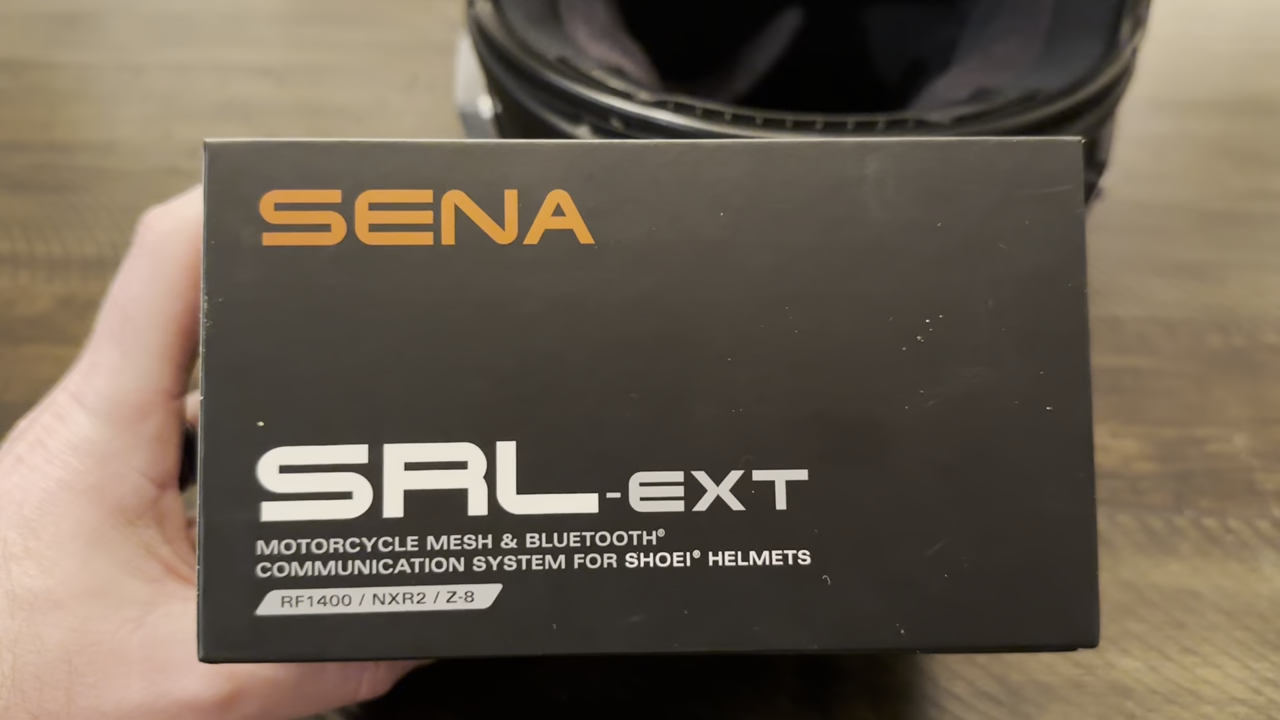 SENA
SRL-EXT
MOTORCYCLE MESH & BLUETOOTH®
COMMUNICATION SYSTEM FOR SHOEI® HELMETS
RF1400 / NXR2 / Z-8